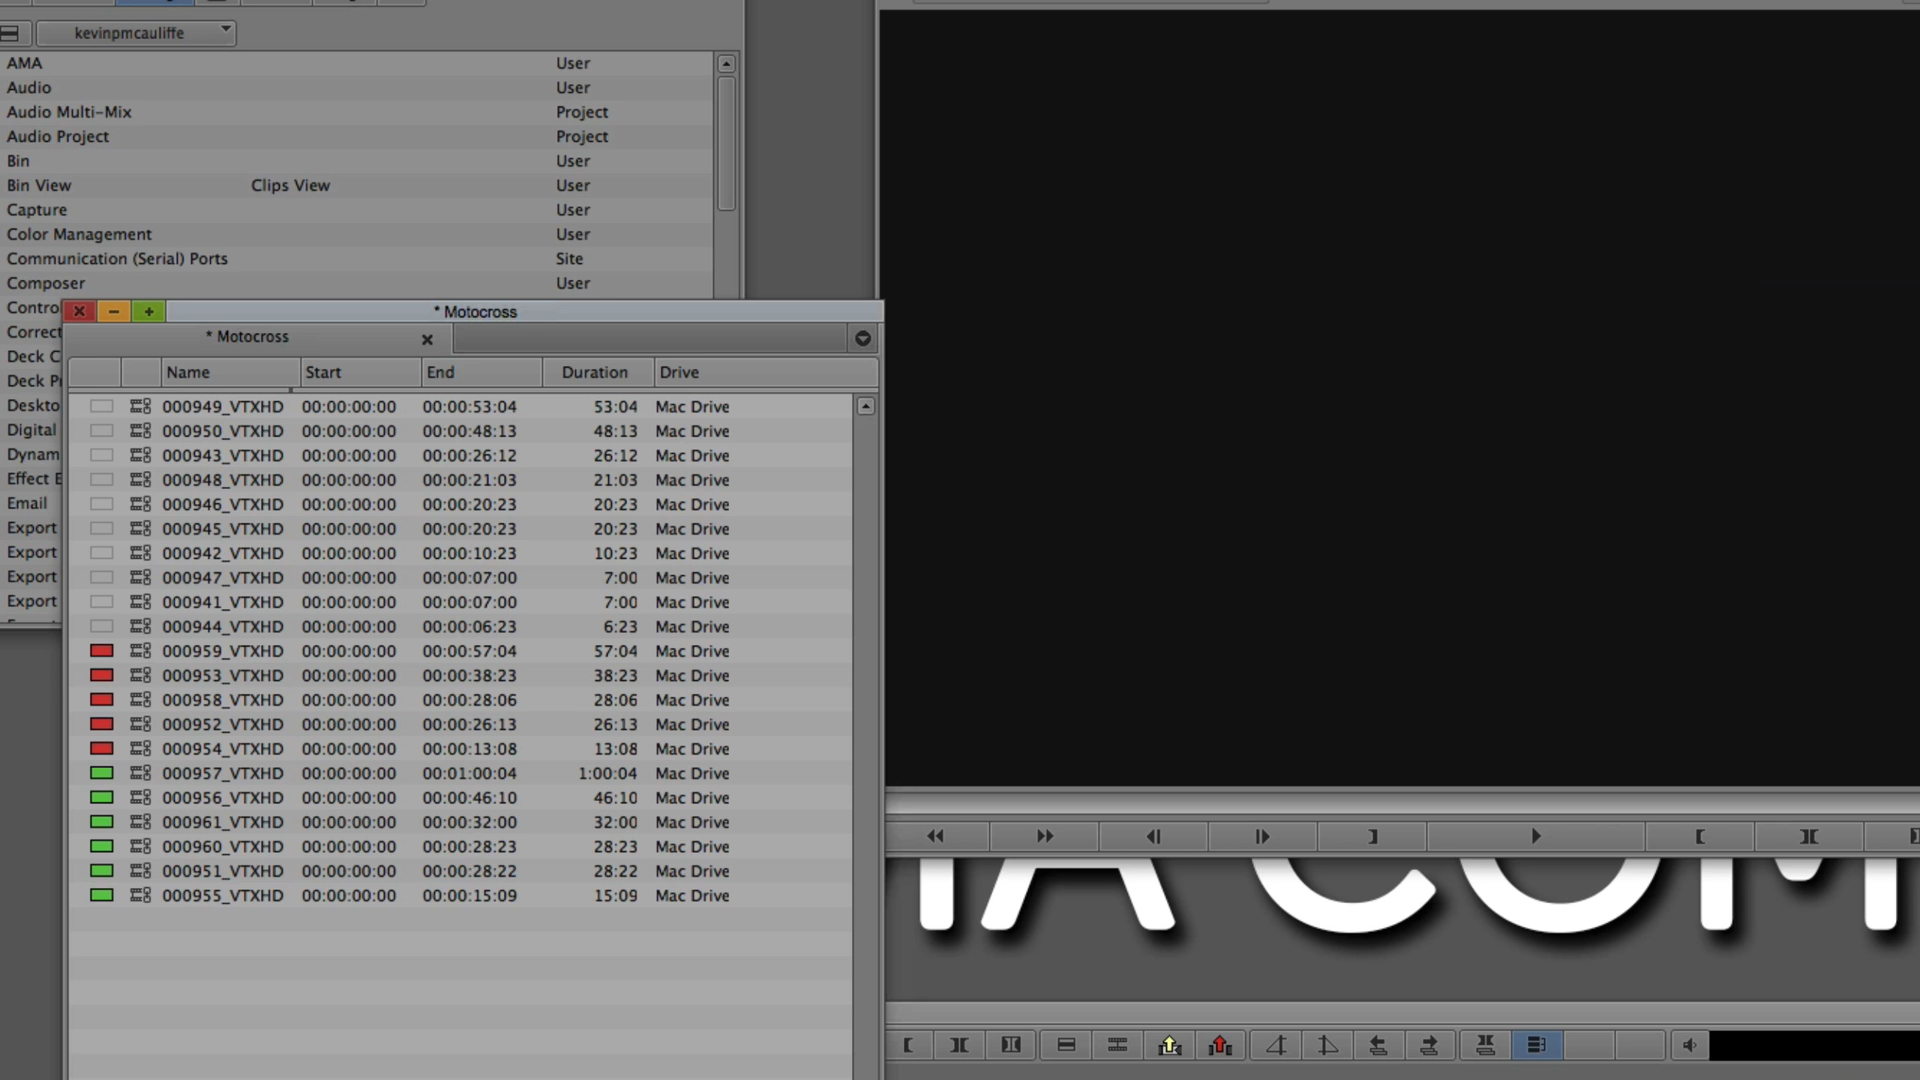 kevinpmcauliffe
AMA User
Audio User
Audio Multi-Mix Project
Audio Project Project
Bin User
Bin View Clips View User
Capture User
Color Management User
Communication (Serial) Ports Site
Composer User
Contro
Correct
Deck C
Deck P
Deskto
Digital
Dynam
Effect E
Email
Export
Export
Export
Export
* Motocross
* Motocross
Name Start End Duration Drive
000949_VTXHD 00:00:00:00 00:00:53:04 53:04 Mac Drive
000950_VTXHD 00:00:00:00 00:00:48:13 48:13 Mac Drive
000943_VTXHD 00:00:00:00 00:00:26:12 26:12 Mac Drive
000948_VTXHD 00:00:00:00 00:00:21:03 21:03 Mac Drive
000946_VTXHD 00:00:00:00 00:00:20:23 20:23 Mac Drive
000945_VTXHD 00:00:00:00 00:00:20:23 20:23 Mac Drive
000942_VTXHD 00:00:00:00 00:00:10:23 10:23 Mac Drive
000947_VTXHD 00:00:00:00 00:00:07:00 7:00 Mac Drive
000941_VTXHD 00:00:00:00 00:00:07:00 7:00 Mac Drive
000944_VTXHD 00:00:00:00 00:00:06:23 6:23 Mac Drive
000959_VTXHD 00:00:00:00 00:00:57:04 57:04 Mac Drive
000953_VTXHD 00:00:00:00 00:00:38:23 38:23 Mac Drive
000958_VTXHD 00:00:00:00 00:00:28:06 28:06 Mac Drive
000952_VTXHD 00:00:00:00 00:00:26:13 26:13 Mac Drive
000954_VTXHD 00:00:00:00 00:00:13:08 13:08 Mac Drive
000957_VTXHD 00:00:00:00 00:01:00:04 1:00:04 Mac Drive
000956_VTXHD 00:00:00:00 00:00:46:10 46:10 Mac Drive
000961_VTXHD 00:00:00:00 00:00:32:00 32:00 Mac Drive
000960_VTXHD 00:00:00:00 00:00:28:23 28:23 Mac Drive
000951_VTXHD 00:00:00:00 00:00:28:22 28:22 Mac Drive
000955_VTXHD 00:00:00:00 00:00:15:09 15:09 Mac Drive